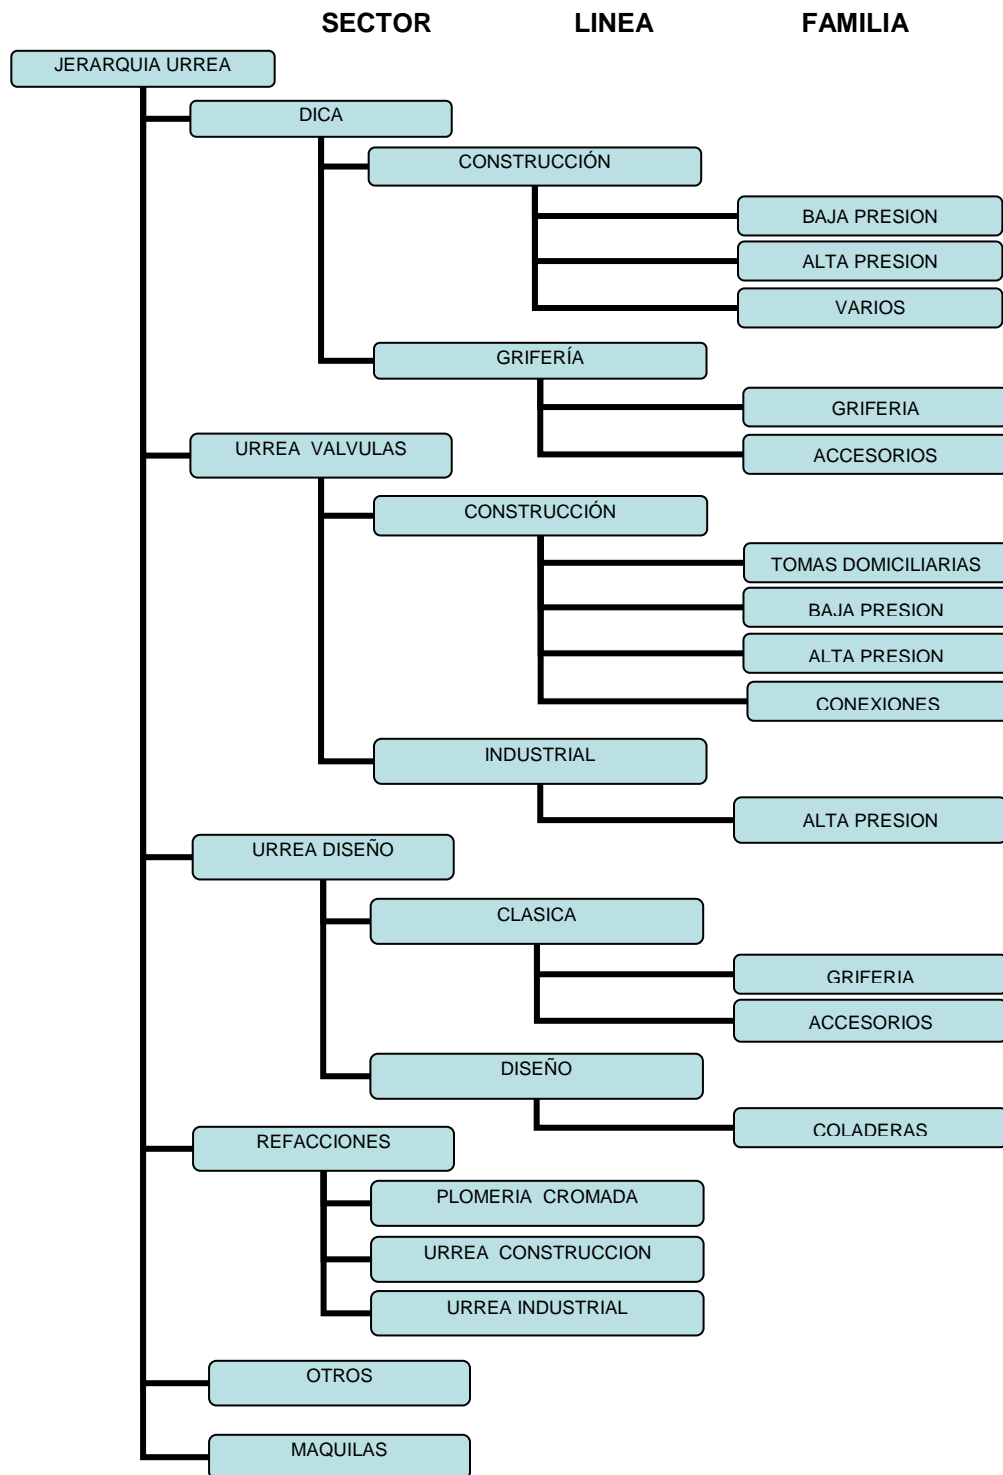 SECTOR LINEA FAMILIA
JERARQUIA URREA
DICA
CONSTRUCCIÓN
BAJA PRESION
ALTA PRESION
VARIOS
GRIFERÍA
GRIFERIA
ACCESORIOS
URREA VALVULAS
CONSTRUCCIÓN
TOMAS DOMICILIARIAS
BAJA PRESION
ALTA PRESION
CONEXIONES
INDUSTRIAL
ALTA PRESION
URREA DISEÑO
CLASICA
GRIFERIA
ACCESORIOS
DISEÑO
COLADERAS
REFACCIONES
PLOMERIA CROMADA
URREA CONSTRUCCION
URREA INDUSTRIAL
OTROS
MAQUILAS